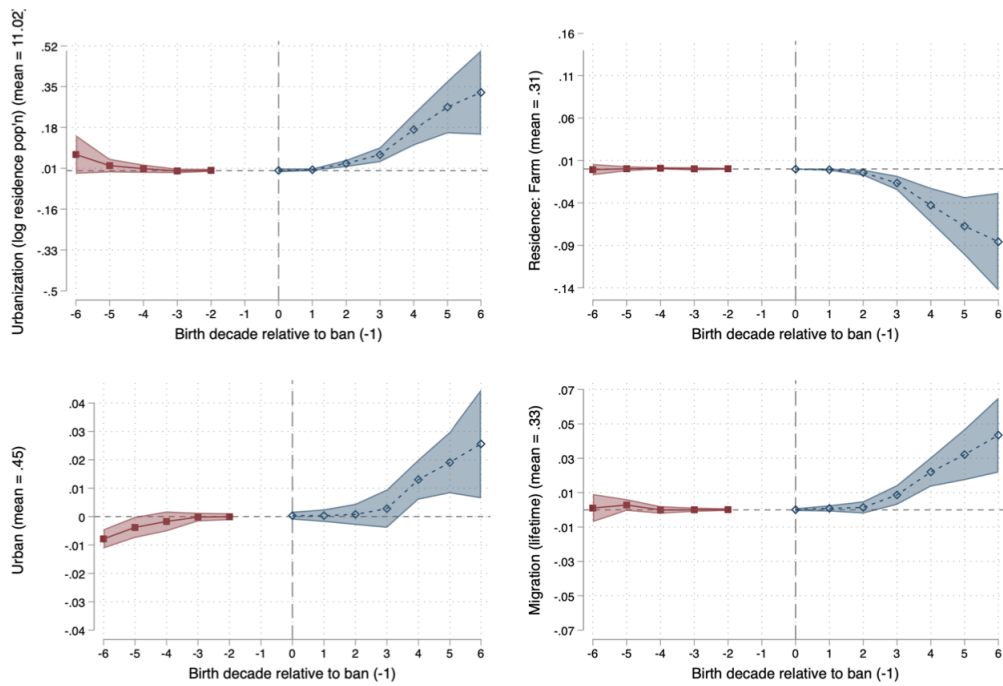 Urbanization (log residence pop'n) (mean = 11.02)
.52
.35
.18
.01
-.16
-.33
-.5
-6 -5 -4 -3 -2 -1 0 1 2 3 4 5 6
Birth decade relative to ban (-1)
Residence: Farm (mean = .31)
.16
.11
.06
.01
-.04
-.09
-.14
-6 -5 -4 -3 -2 -1 0 1 2 3 4 5 6
Birth decade relative to ban (-1)
Urban (mean = .45)
.04
.03
.02
.01
0
-.01
-.02
-.03
-.04
-6 -5 -4 -3 -2 -1 0 1 2 3 4 5 6
Birth decade relative to ban (-1)
Migration (lifetime) (mean = .33)
.07
.05
.03
.01
-.01
-.03
-.05
-.07
-6 -5 -4 -3 -2 -1 0 1 2 3 4 5 6
Birth decade relative to ban (-1)